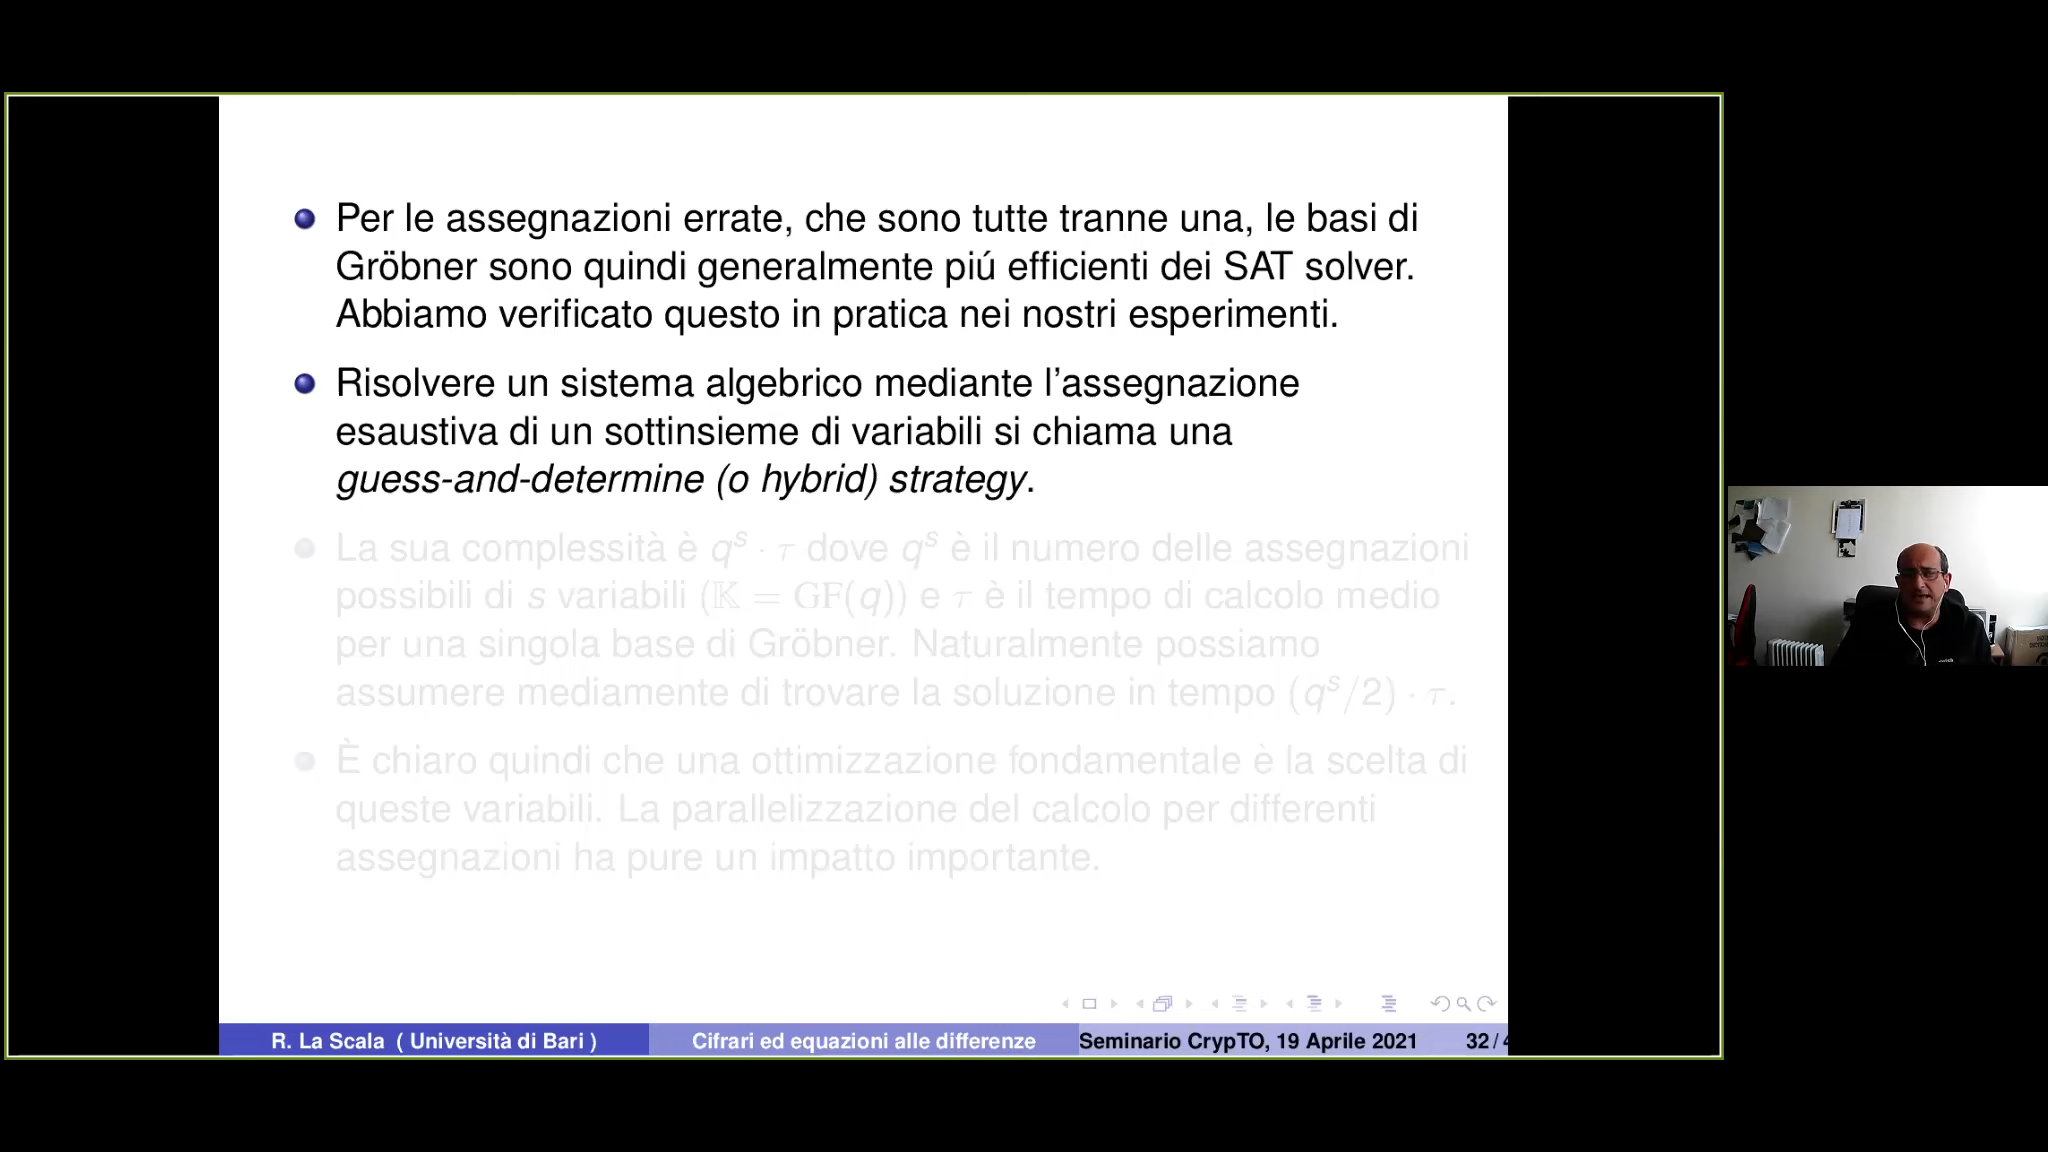 Per le assegnazioni errate, che sono tutte tranne una, le basi di
Gröbner sono quindi generalmente piú efficienti dei SAT solver.
Abbiamo verificato questo in pratica nei nostri esperimenti.
Risolvere un sistema algebrico mediante l'assegnazione
esaustiva di un sottinsieme di variabili si chiama una
guess-and-determine (o hybrid) strategy.
La sua complessità è q^s · τ dove q^s è il numero delle assegnazioni
possibili di s variabili (𝕂 = GF(q)) e τ è il tempo di calcolo medio
per una singola base di Gröbner. Naturalmente possiamo
assumere mediamente di trovare la soluzione in tempo (q^s/2) · τ.
È chiaro quindi che una ottimizzazione fondamentale è la scelta di
queste variabili. La parallelizzazione del calcolo per differenti
assegnazioni ha pure un impatto importante.
R. La Scala ( Università di Bari ) Cifrari ed equazioni alle differenze Seminario CrypTO, 19 Aprile 2021 32 /